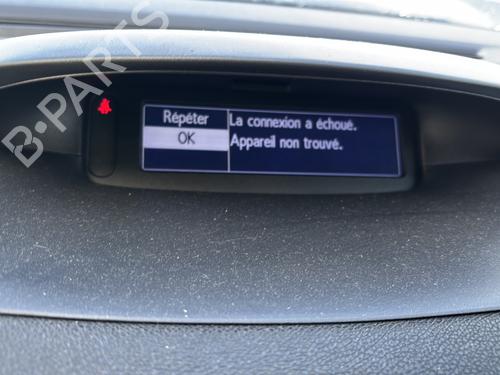 B-PARTS
Répéter
OK
La connexion a échoué.
Appareil non trouvé.